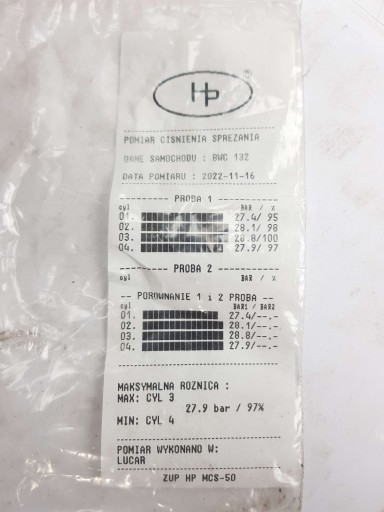 HP
®
POMIAR CISNIENIA SPREZANIA
DANE SAMOCHODU : BWC 132
DATA POMIARU : 2022-11-16
PROBA 1
cyl BAR / %
01. 27.4/ 95
02. 28.1/ 98
03. 28.8/100
04. 27.9/ 97
PROBA 2
cyl BAR / %
-- POROWNANIE 1 i 2 PROBA --
cyl BAR1 / BAR2
01. 27.4/--.-
02. 28.1/--.-
03. 28.8/--.-
04. 27.9/--.-
MAKSYMALNA ROZNICA :
MAX: CYL 3
27.9 bar / 97%
MIN: CYL 4
POMIAR WYKONANO W:
LUCAR
ZUP HP MCS-50